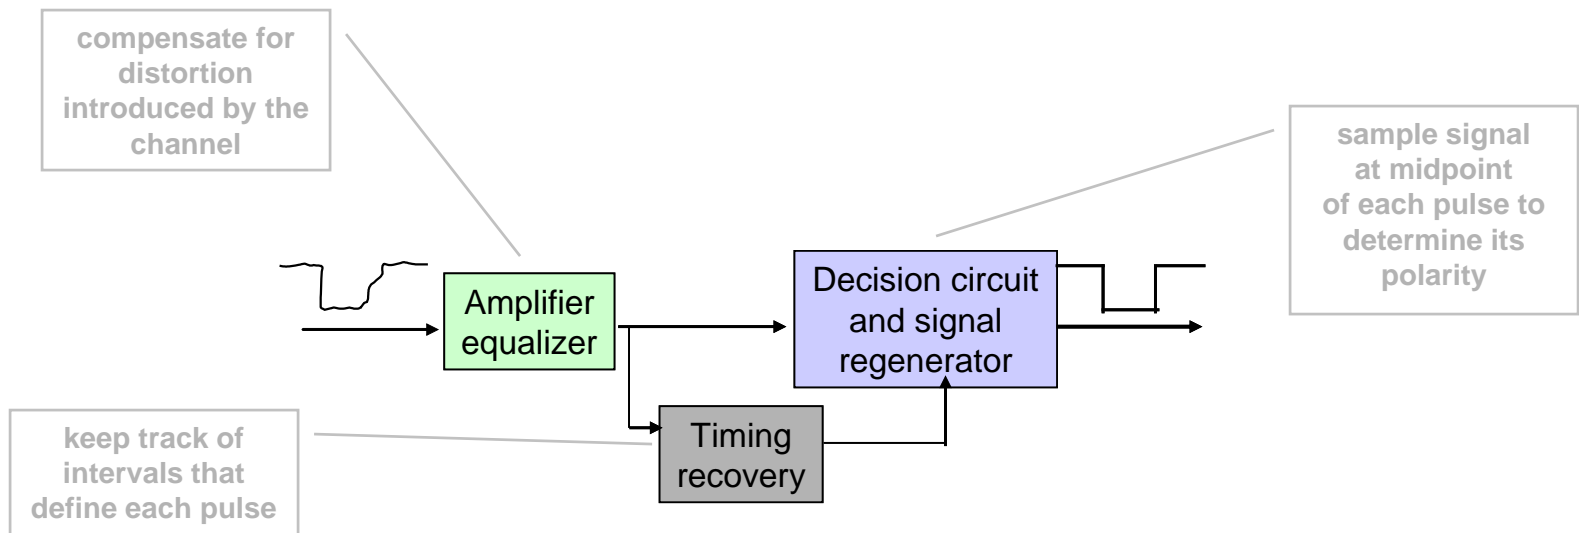 compensate for
distortion
introduced by the
channel
sample signal
at midpoint
of each pulse to
determine its
polarity
Amplifier
equalizer
Decision circuit
and signal
regenerator
Timing
recovery
keep track of
intervals that
define each pulse